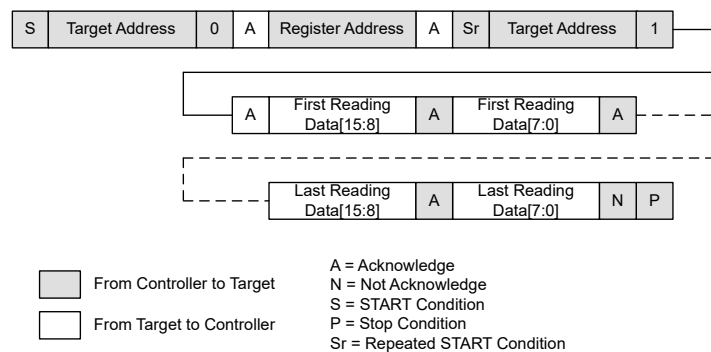 S Target Address 0 A Register Address A Sr Target Address 1
A First Reading Data[15:8] A First Reading Data[7:0] A
Last Reading Data[15:8] A Last Reading Data[7:0] N P
From Controller to Target
From Target to Controller
A = Acknowledge
N = Not Acknowledge
S = START Condition
P = Stop Condition
Sr = Repeated START Condition